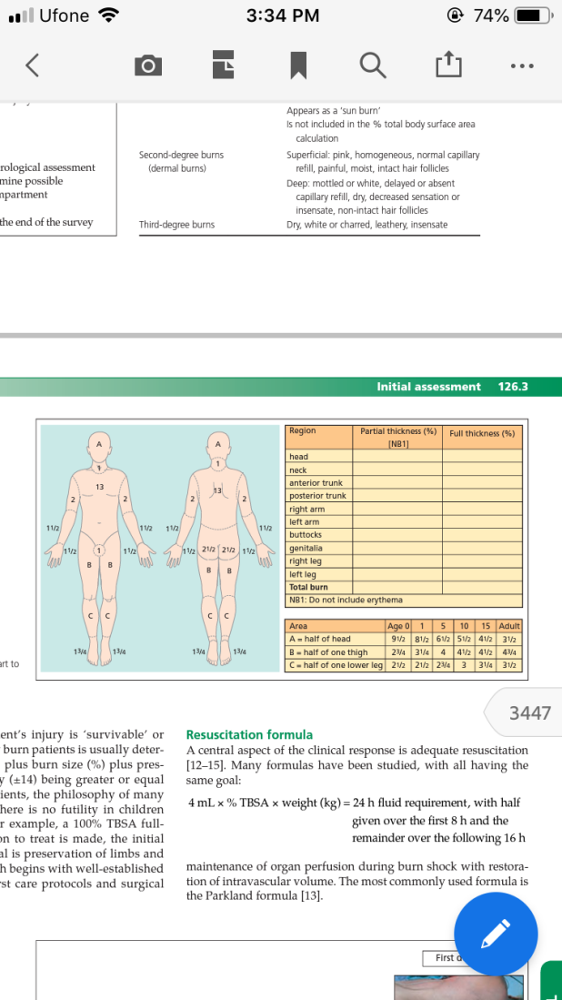 Ufone
3:34 PM
74%
Appears as a 'sun burn'
Is not included in the % total body surface area
calculation
Second-degree burns
(dermal burns)
Superficial: pink, homogeneous, normal capillary
refill, painful, moist, intact hair follicles
Deep: mottled or white, delayed or absent
capillary refill, dry, decreased sensation or
insensate, non-intact hair follicles
Third-degree burns
Dry, white or charred, leathery, insensate
rological assessment
mine possible
partment
the end of the survey
Initial assessment 126.3
A A
1 1
13 13
2 2 2 2
1½ 1½ 1½ 1½
1½ 1 1½ 1½ 2½ 2½ 1½
B B B B
C C C C
1¾ 1¾ 1¾ 1¾
Region Partial thickness (%) [NB1] Full thickness (%)
head
neck
anterior trunk
posterior trunk
right arm
left arm
buttocks
genitalia
right leg
left leg
Total burn
NB1: Do not include erythema
Area Age 0 1 5 10 15 Adult
A = half of head 9½ 8½ 6½ 5½ 4½ 3½
B = half of one thigh 2¾ 3¼ 4 4½ 4½ 4¾
C = half of one lower leg 2½ 2½ 2¾ 3 3¼ 3½
art to
3447
ent's injury is 'survivable' or
burn patients is usually deter-
plus burn size (%) plus pres-
y (±14) being greater or equal
ients, the philosophy of many
here is no futility in children
r example, a 100% TBSA full-
on to treat is made, the initial
al is preservation of limbs and
h begins with well-established
rst care protocols and surgical
Resuscitation formula
A central aspect of the clinical response is adequate resuscitation
[12–15]. Many formulas have been studied, with all having the
same goal:
4 mL × % TBSA × weight (kg) = 24 h fluid requirement, with half
given over the first 8 h and the
remainder over the following 16 h
maintenance of organ perfusion during burn shock with restora-
tion of intravascular volume. The most commonly used formula is
the Parkland formula [13].
First